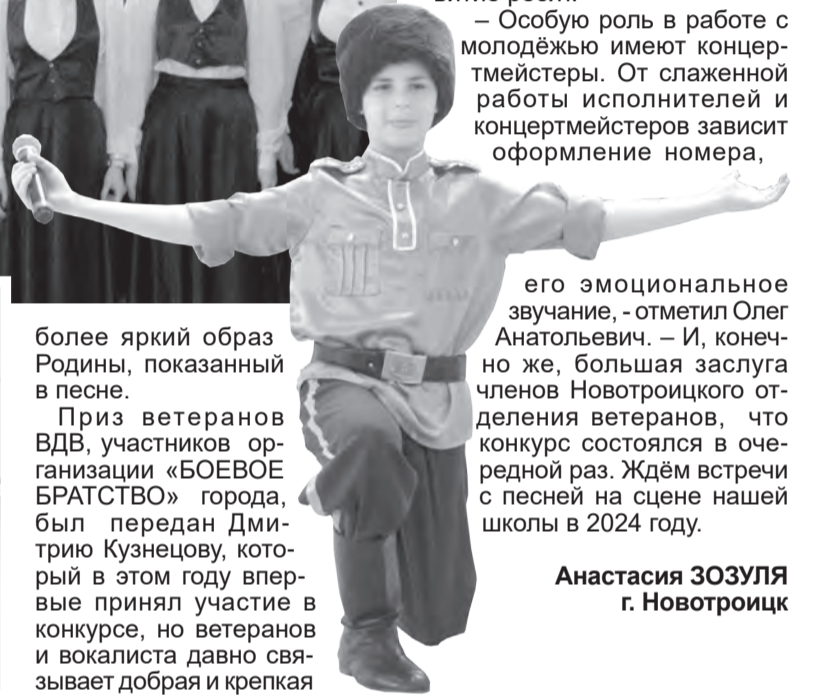 более яркий образ
Родины, показанный
в песне.
Приз ветеранов
ВДВ, участников ор-
ганизации «БОЕВОЕ
БРАТСТВО» города,
был передан Дми-
трию Кузнецову, кото-
рый в этом году впер-
вые принял участие в
конкурсе, но ветеранов
и вокалиста давно свя-
зывает добрая и крепкая
– Особую роль в работе с
молодёжью имеют концер-
тмейстеры. От слаженной
работы исполнителей и
концертмейстеров зависит
оформление номера,
его эмоциональное
звучание, - отметил Олег
Анатольевич. – И, конеч-
но же, большая заслуга
членов Новотроицкого от-
деления ветеранов, что
конкурс состоялся в оче-
редной раз. Ждём встречи
с песней на сцене нашей
школы в 2024 году.
Анастасия ЗОЗУЛЯ
г. Новотроицк